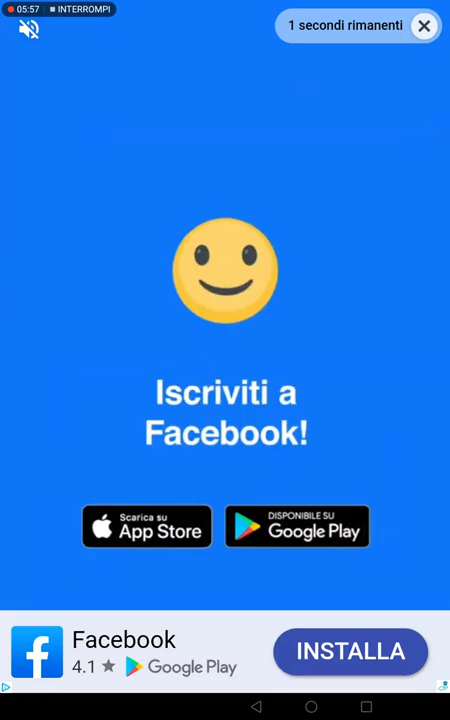 05:57 INTERROMPI
1 secondi rimanenti
Iscriviti a
Facebook!
Scarica su
App Store
DISPONIBILE SU
Google Play
Facebook
4.1 ★ Google Play
INSTALLA